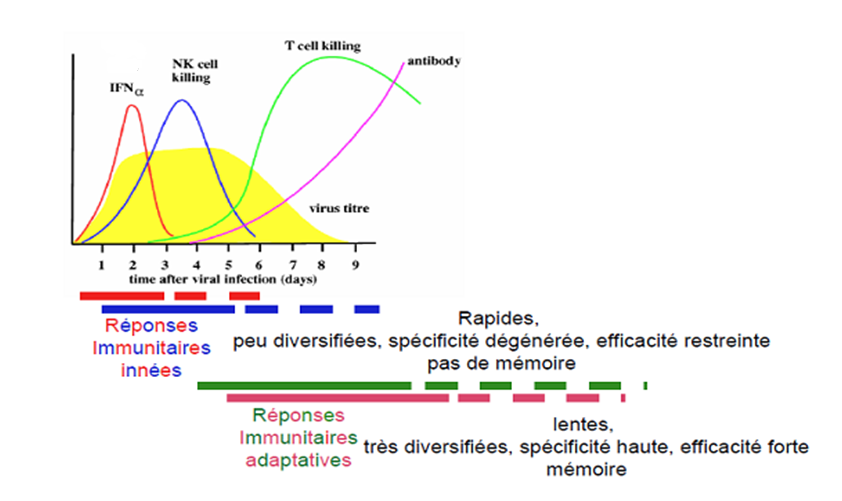 T cell killing
antibody
NK cell
killing
IFNα
virus titre
1 2 3 4 5 6 7 8 9
time after viral infection (days)
Réponses
Immunitaires
innées
Rapides,
peu diversifiées, spécificité dégénérée, efficacité restreinte
pas de mémoire
Réponses
Immunitaires
adaptatives
lentes,
très diversifiées, spécificité haute, efficacité forte
mémoire